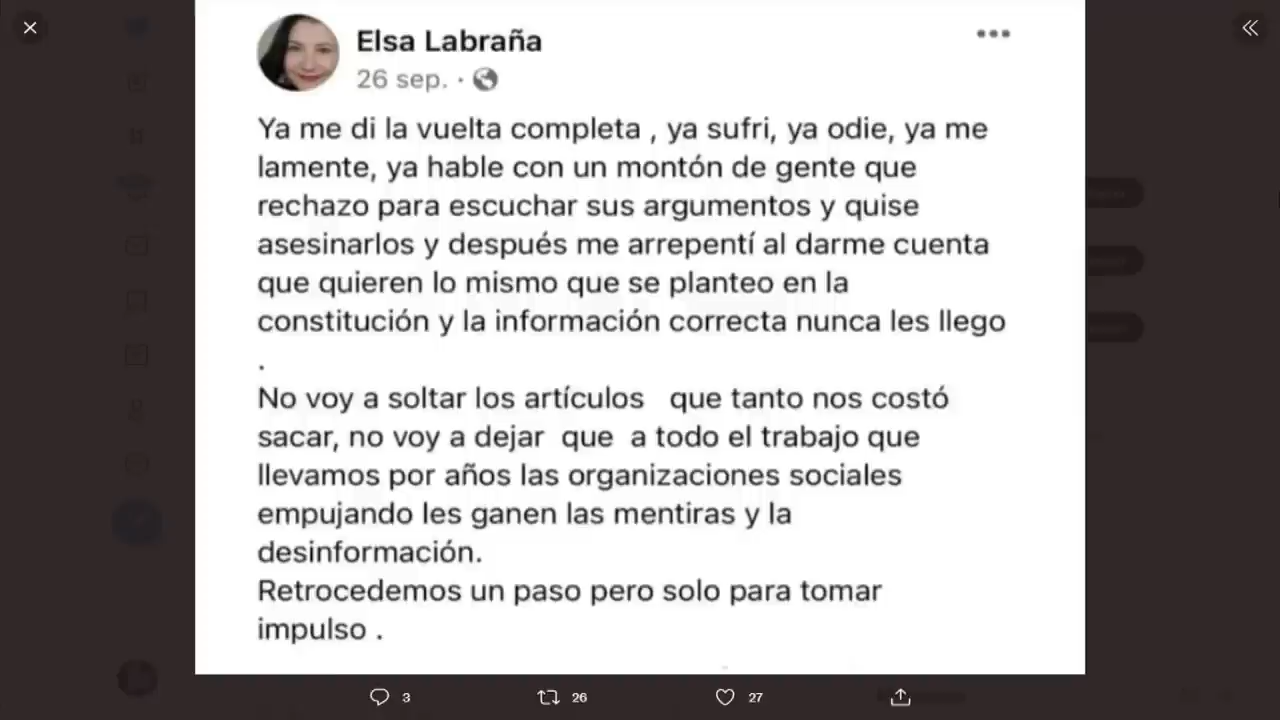 Elsa Labraña
26 sep. ·
Ya me di la vuelta completa , ya sufri, ya odie, ya me
lamente, ya hable con un montón de gente que
rechazo para escuchar sus argumentos y quise
asesinarlos y después me arrepentí al darme cuenta
que quieren lo mismo que se planteo en la
constitución y la información correcta nunca les llego
.
No voy a soltar los artículos   que tanto nos costó
sacar, no voy a dejar  que  a todo el trabajo que
llevamos por años las organizaciones sociales
empujando les ganen las mentiras y la
desinformación.
Retrocedemos un paso pero solo para tomar
impulso .
3 26 27